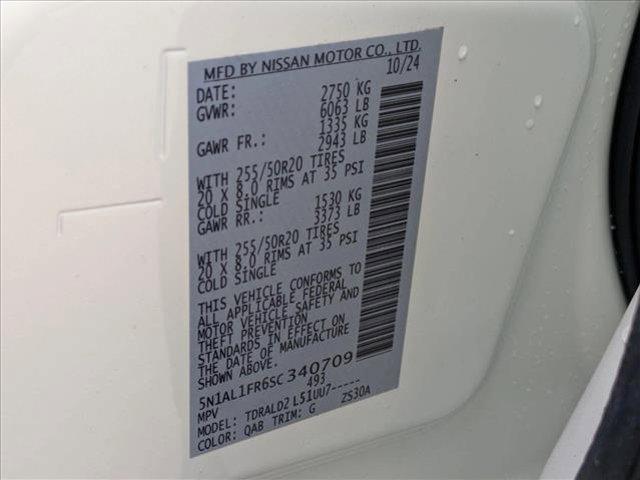 MFD BY NISSAN MOTOR CO., LTD.
DATE: 10/24
GVWR: 2750 KG
6063 LB
GAWR FR.: 1335 KG
2943 LB
WITH 255/50R20 TIRES
20 X 8.0 RIMS AT 35 PSI
COLD SINGLE
GAWR RR.: 1530 KG
3373 LB
WITH 255/50R20 TIRES
20 X 8.0 RIMS AT 35 PSI
COLD SINGLE
THIS VEHICLE CONFORMS TO
ALL APPLICABLE FEDERAL
MOTOR VEHICLE SAFETY AND
THEFT PREVENTION
STANDARDS IN EFFECT ON
THE DATE OF MANUFACTURE
SHOWN ABOVE.
5N1AL1FR6SC340709
MPV 493
MODEL: TDRALD2 L51UU7-----
COLOR: QAB TRIM: G ZS30A